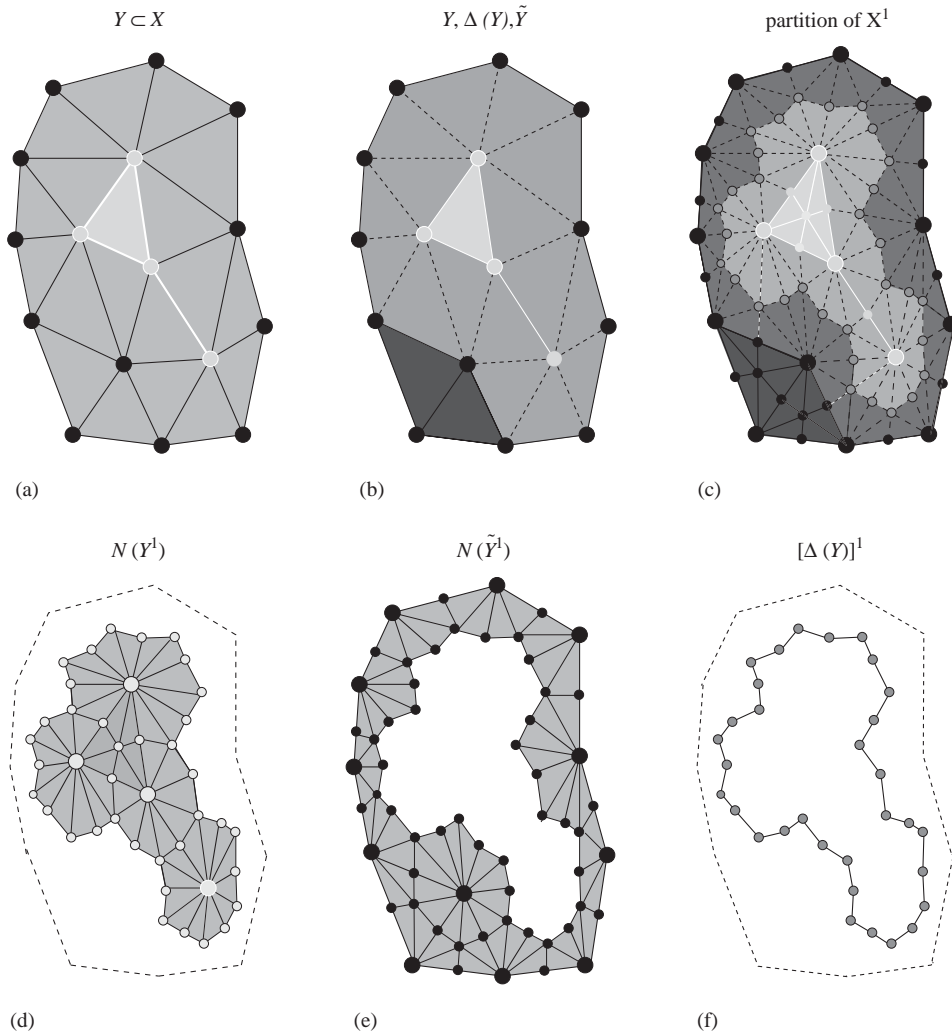 Y ⊂ X
Y, Δ (Y), Ỹ
partition of X¹
(a)
(b)
(c)
N (Y¹)
N (Ỹ¹)
[Δ (Y)]¹
(d)
(e)
(f)